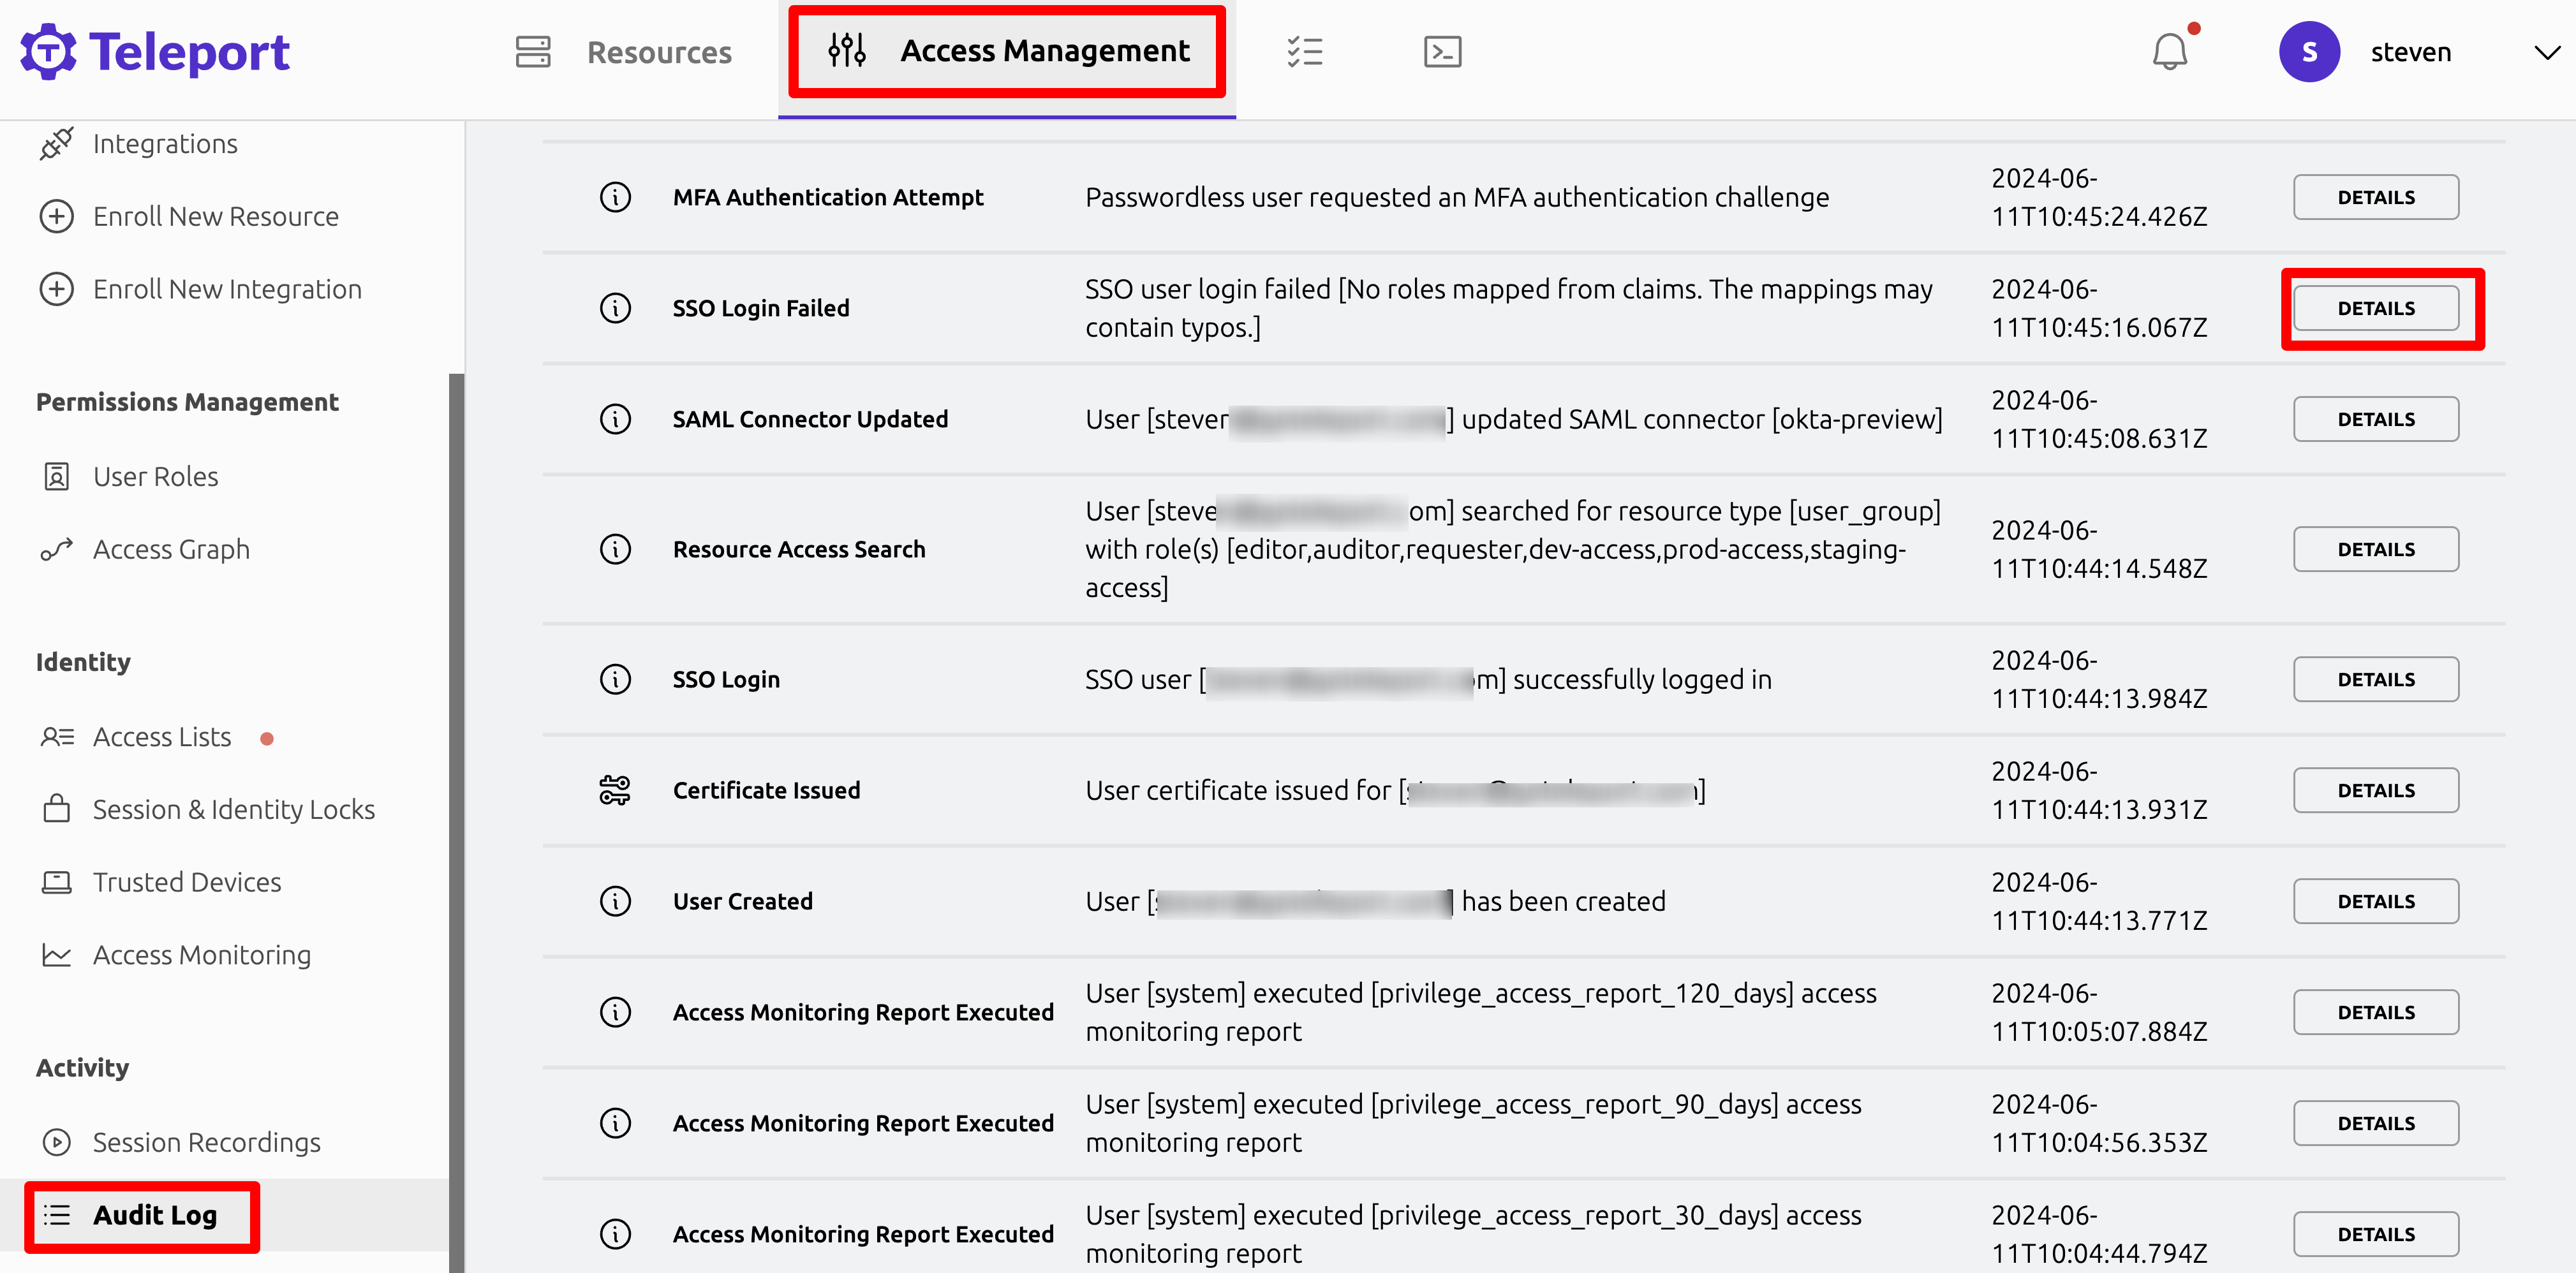 Teleport
Resources
Access Management
S
steven
Integrations
Enroll New Resource
Enroll New Integration
Permissions Management
User Roles
Access Graph
Identity
Access Lists
Session & Identity Locks
Trusted Devices
Access Monitoring
Activity
Session Recordings
Audit Log
MFA Authentication Attempt
Passwordless user requested an MFA authentication challenge
2024-06-
11T10:45:24.426Z
DETAILS
SSO Login Failed
SSO user login failed [No roles mapped from claims. The mappings may
contain typos.]
2024-06-
11T10:45:16.067Z
DETAILS
SAML Connector Updated
User [steven ] updated SAML connector [okta-preview]
2024-06-
11T10:45:08.631Z
DETAILS
Resource Access Search
User [steve om] searched for resource type [user_group]
with role(s) [editor,auditor,requester,dev-access,prod-access,staging-
access]
2024-06-
11T10:44:14.548Z
DETAILS
SSO Login
SSO user [ m] successfully logged in
2024-06-
11T10:44:13.984Z
DETAILS
Certificate Issued
User certificate issued for [ ]
2024-06-
11T10:44:13.931Z
DETAILS
User Created
User [ ] has been created
2024-06-
11T10:44:13.771Z
DETAILS
Access Monitoring Report Executed
User [system] executed [privilege_access_report_120_days] access
monitoring report
2024-06-
11T10:05:07.884Z
DETAILS
Access Monitoring Report Executed
User [system] executed [privilege_access_report_90_days] access
monitoring report
2024-06-
11T10:04:56.353Z
DETAILS
Access Monitoring Report Executed
User [system] executed [privilege_access_report_30_days] access
monitoring report
2024-06-
11T10:04:44.794Z
DETAILS